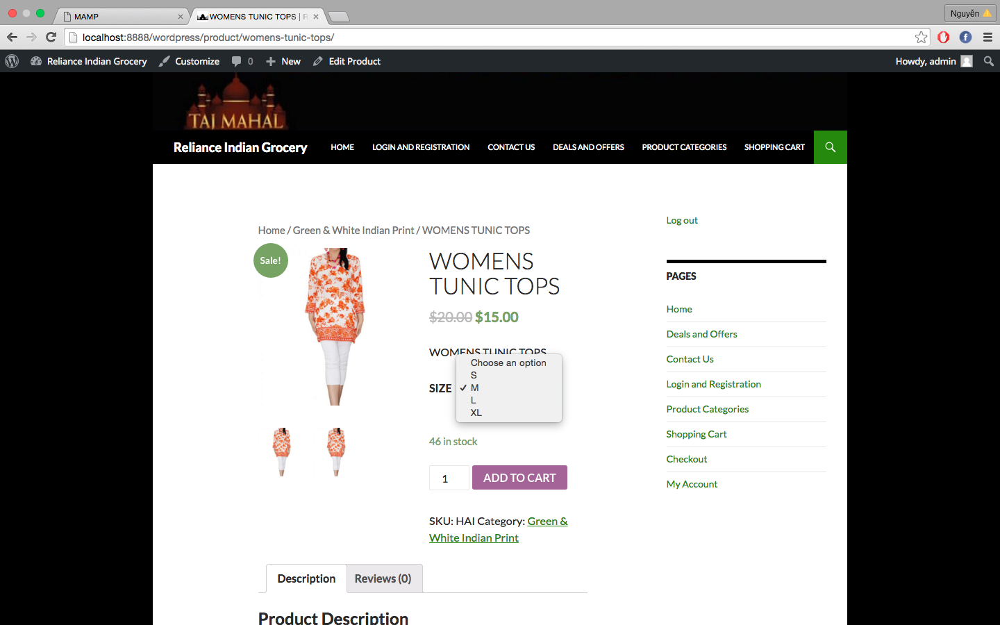 MAMP
WOMENS TUNIC TOPS | R
Nguyễn
localhost:8888/wordpress/product/womens-tunic-tops/
Reliance Indian Grocery
Customize
0
New
Edit Product
Howdy, admin
TAJ MAHAL
Reliance Indian Grocery
HOME
LOGIN AND REGISTRATION
CONTACT US
DEALS AND OFFERS
PRODUCT CATEGORIES
SHOPPING CART
Home / Green & White Indian Print / WOMENS TUNIC TOPS
Sale!
WOMENS
TUNIC TOPS
$20.00 $15.00
WOMENS TUNIC TOPS
SIZE
Choose an option
S
✓ M
L
XL
46 in stock
1
ADD TO CART
SKU: HAI Category: Green &
White Indian Print
Description
Reviews (0)
Product Description
Log out
PAGES
Home
Deals and Offers
Contact Us
Login and Registration
Product Categories
Shopping Cart
Checkout
My Account